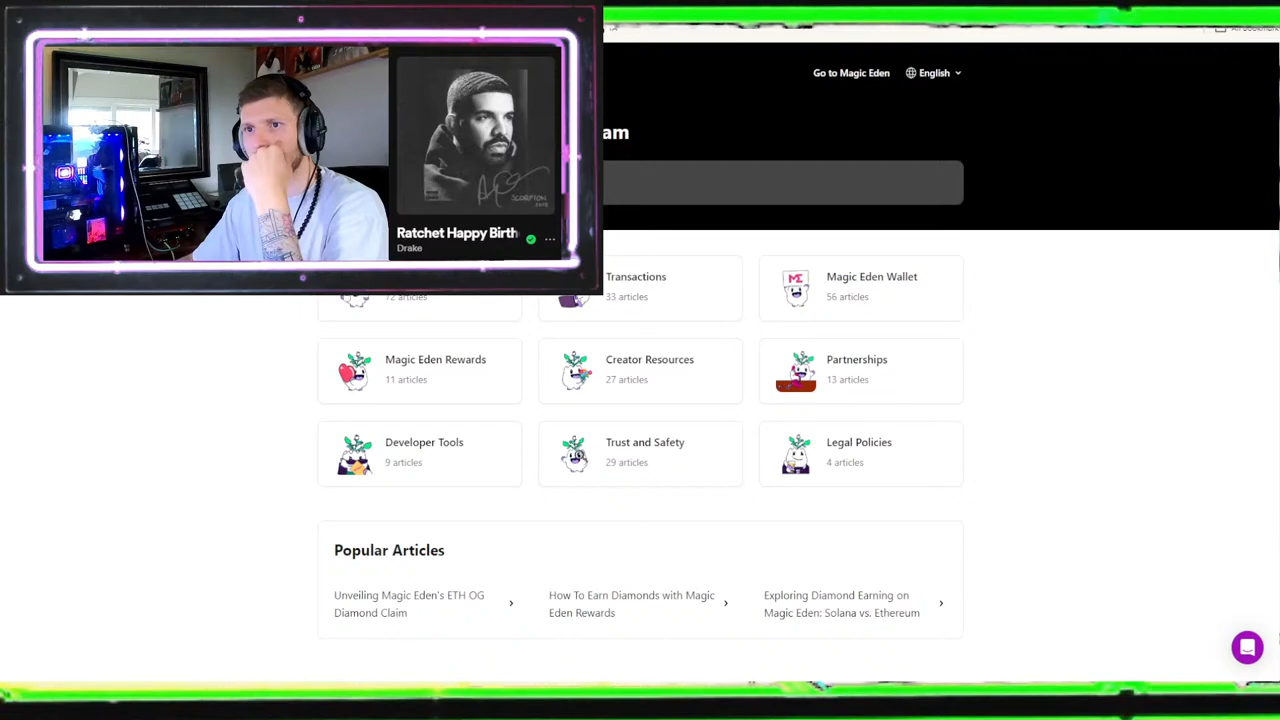 Go to Magic Eden
English
am
Ratchet Happy Birth
Drake
SCORPION
72 articles
Transactions
33 articles
Magic Eden Wallet
56 articles
Magic Eden Rewards
11 articles
Creator Resources
27 articles
Partnerships
13 articles
Developer Tools
9 articles
Trust and Safety
29 articles
Legal Policies
4 articles
Popular Articles
Unveiling Magic Eden's ETH OG
Diamond Claim
How To Earn Diamonds with Magic
Eden Rewards
Exploring Diamond Earning on
Magic Eden: Solana vs. Ethereum